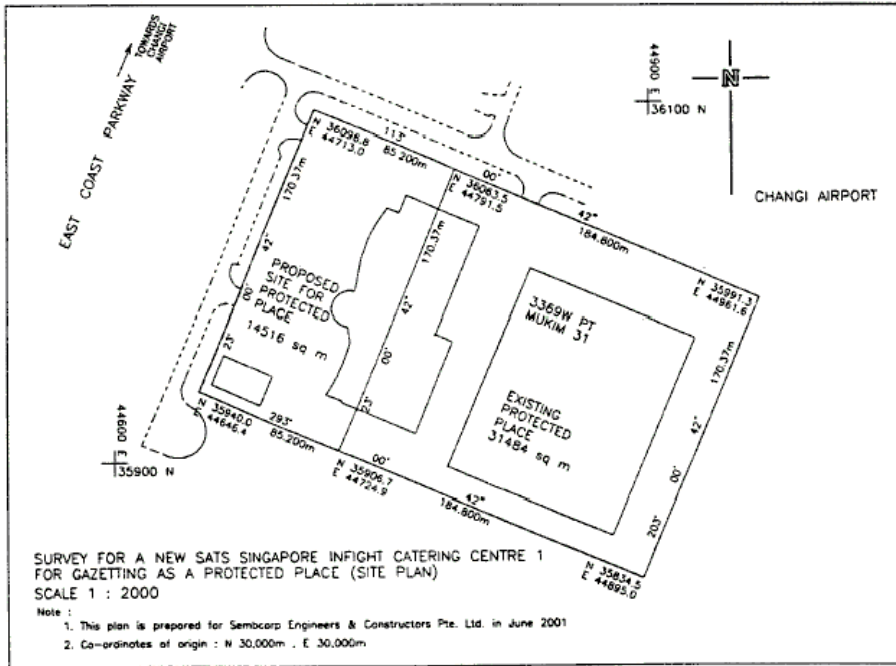 TOWARDS
CHANGI
AIRPORT
EAST COAST PARKWAY
44900 E
36100 N
N
CHANGI AIRPORT
N 36098.8
E 44713.0
113°
85.200m
00'
N 36063.5
E 44791.5
42"
184.800m
N 35991.3
E 44961.6
170.37m
42"
00'
23°
PROPOSED
SITE FOR
PROTECTED
PLACE
14516 sq m
170.37m
42"
00'
23°
3369W PT
MUKIM 31
EXISTING
PROTECTED
PLACE
31484 sq m
170.37m
42"
00'
203°
44600 E
35900 N
N 35940.0
E 44646.4
293°
85.200m
00'
N 35906.7
E 44724.9
42"
184.800m
N 35834.5
E 44895.0
SURVEY FOR A NEW SATS SINGAPORE INFIGHT CATERING CENTRE 1
FOR GAZETTING AS A PROTECTED PLACE (SITE PLAN)
SCALE 1 : 2000
Note :
1. This plan is prepared for Sembcorp Engineers & Constructors Pte. Ltd. in June 2001
2. Co-ordinates of origin : N 30,000m , E 30,000m